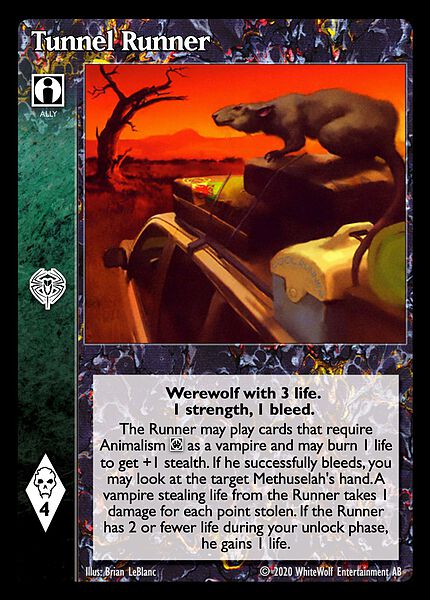 Tunnel Runner
ALLY
Werewolf with 3 life.
1 strength, 1 bleed.
The Runner may play cards that require
Animalism as a vampire and may burn 1 life
to get +1 stealth. If he successfully bleeds, you
may look at the target Methuselah's hand. A
vampire stealing life from the Runner takes 1
damage for each point stolen. If the Runner
has 2 or fewer life during your unlock phase,
he gains 1 life.
4
Illus: Brian LeBlanc
© 2020 WhiteWolf Entertainment AB